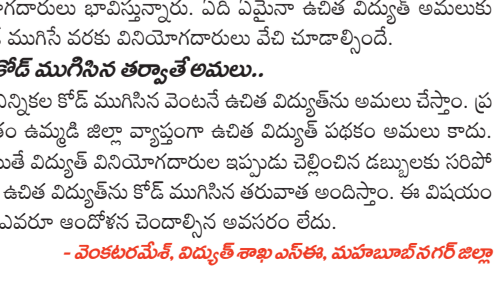 గదారులు భావిస్తున్నారు. ఏది ఏమైనా ఉచిత విద్యుత్ అమలుకు
ముగిసే వరకు వినియోగదారులు వేచి చూడాల్సిందే.
కోడ్ ముగిసిన తర్వాతే అమలు..
ఎన్నికల కోడ్ ముగిసిన వెంటనే ఉచిత విద్యుత్‌ను అమలు చేస్తాం. ప్ర
తం ఉమ్మడి జిల్లా వ్యాప్తంగా ఉచిత విద్యుత్ పథకం అమలు కాదు.
యితే విద్యుత్ వినియోగదారుల ఇప్పుడు చెల్లించిన డబ్బులకు సరిపో
ఉచిత విద్యుత్‌ను కోడ్ ముగిసిన తరువాత అందిస్తాం. ఈ విషయం
ఎవరూ ఆందోళన చెందాల్సిన అవసరం లేదు.
- వెంకటరమేశ్, విద్యుత్ శాఖ ఎస్ఈ, మహబూబ్‌నగర్ జిల్లా